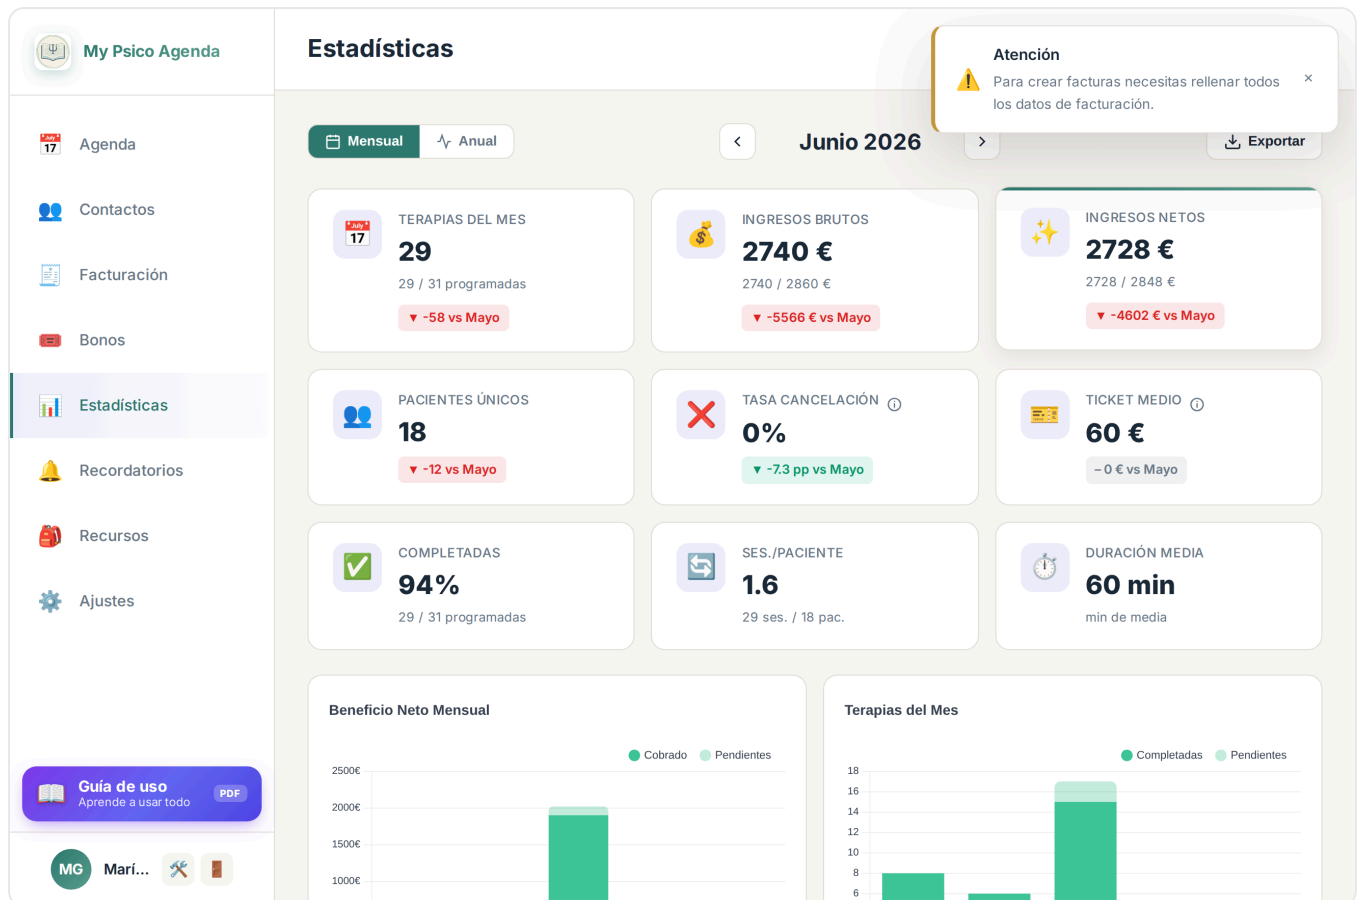 My Psico Agenda
Agenda
Contactos
Facturación
Bonos
Estadísticas
Recordatorios
Recursos
Ajustes
Guía de uso
Aprende a usar todo
PDF
MG
Marí...
Estadísticas
Atención
Para crear facturas necesitas rellenar todos
los datos de facturación.
×
Mensual
Anual
Junio 2026
Exportar
TERAPIAS DEL MES
29
29 / 31 programadas
▼ -58 vs Mayo
INGRESOS BRUTOS
2740 €
2740 / 2860 €
▼ -5566 € vs Mayo
INGRESOS NETOS
2728 €
2728 / 2848 €
▼ -4602 € vs Mayo
PACIENTES ÚNICOS
18
▼ -12 vs Mayo
TASA CANCELACIÓN
0%
▼ -7.3 pp vs Mayo
TICKET MEDIO
60 €
– 0 € vs Mayo
COMPLETADAS
94%
29 / 31 programadas
SES./PACIENTE
1.6
29 ses. / 18 pac.
DURACIÓN MEDIA
60 min
min de media
Beneficio Neto Mensual
Cobrado
Pendientes
2500€
2000€
1500€
1000€
Terapias del Mes
Completadas
Pendientes
18
16
14
12
10
8
6